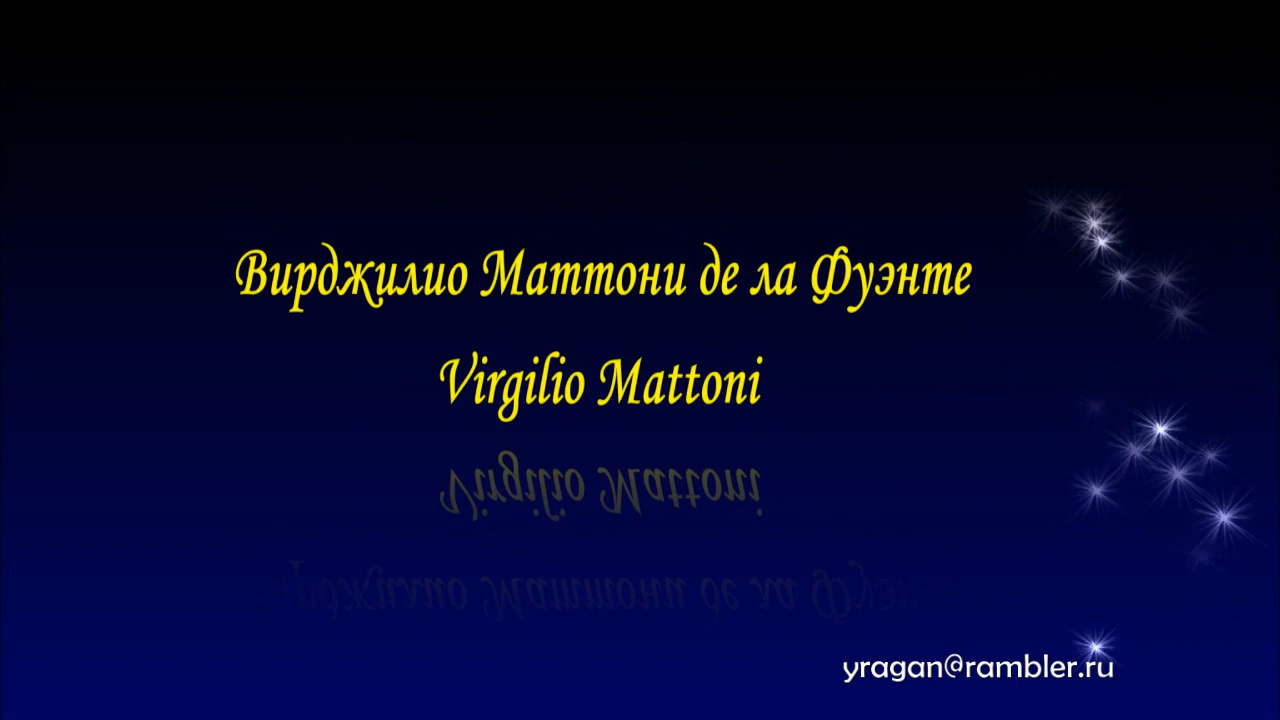 Вирджилио Маттони де ла Фуэнте
Virgilio Mattoni
yragan@rambler.ru